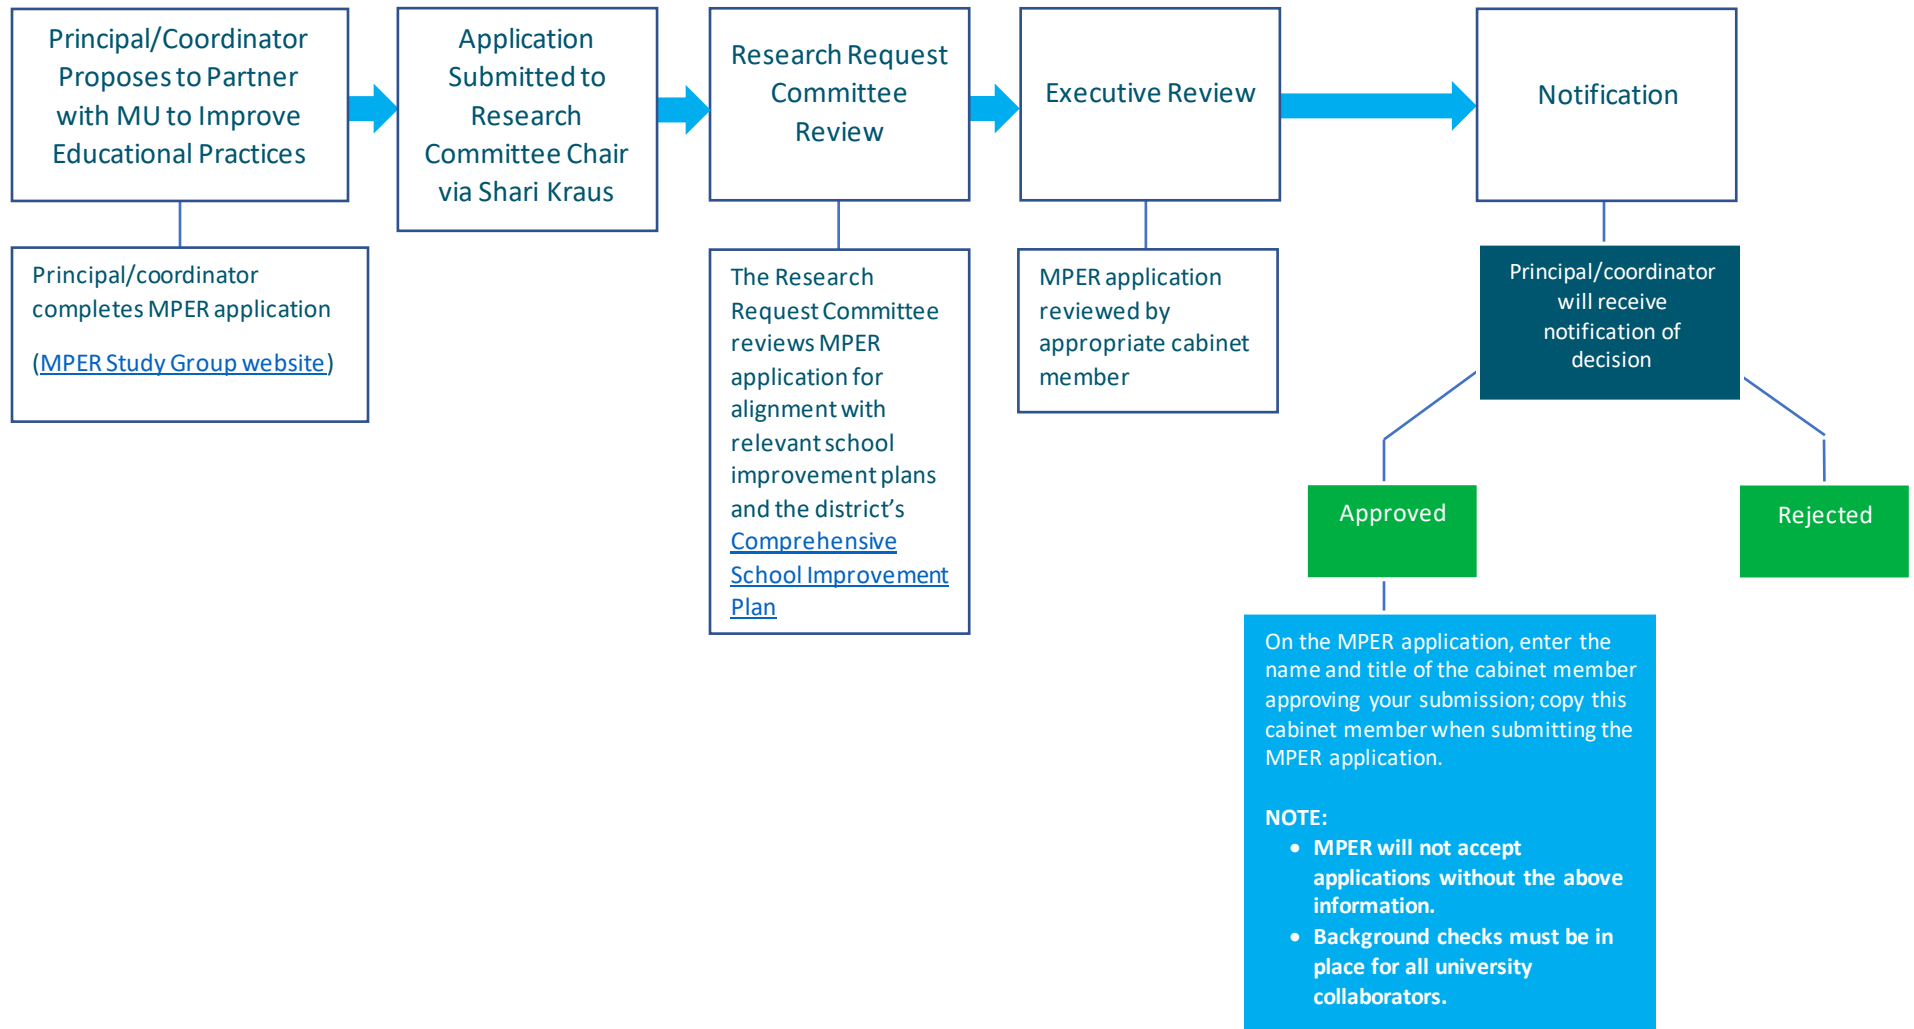 Principal/Coordinator
Proposes to Partner
with MU to Improve
Educational Practices
Application
Submitted to
Research
Committee Chair
via Shari Kraus
Research Request
Committee
Review
Executive Review
Notification
Principal/coordinator
completes MPER application
(MPER Study Group website)
The Research
Request Committee
reviews MPER
application for
alignment with
relevant school
improvement plans
and the district’s
Comprehensive
School Improvement
Plan
MPER application
reviewed by
appropriate cabinet
member
Principal/coordinator
will receive
notification of
decision
Approved
Rejected
On the MPER application, enter the
name and title of the cabinet member
approving your submission; copy this
cabinet member when submitting the
MPER application.
NOTE:
• MPER will not accept
applications without the above
information.
• Background checks must be in
place for all university
collaborators.